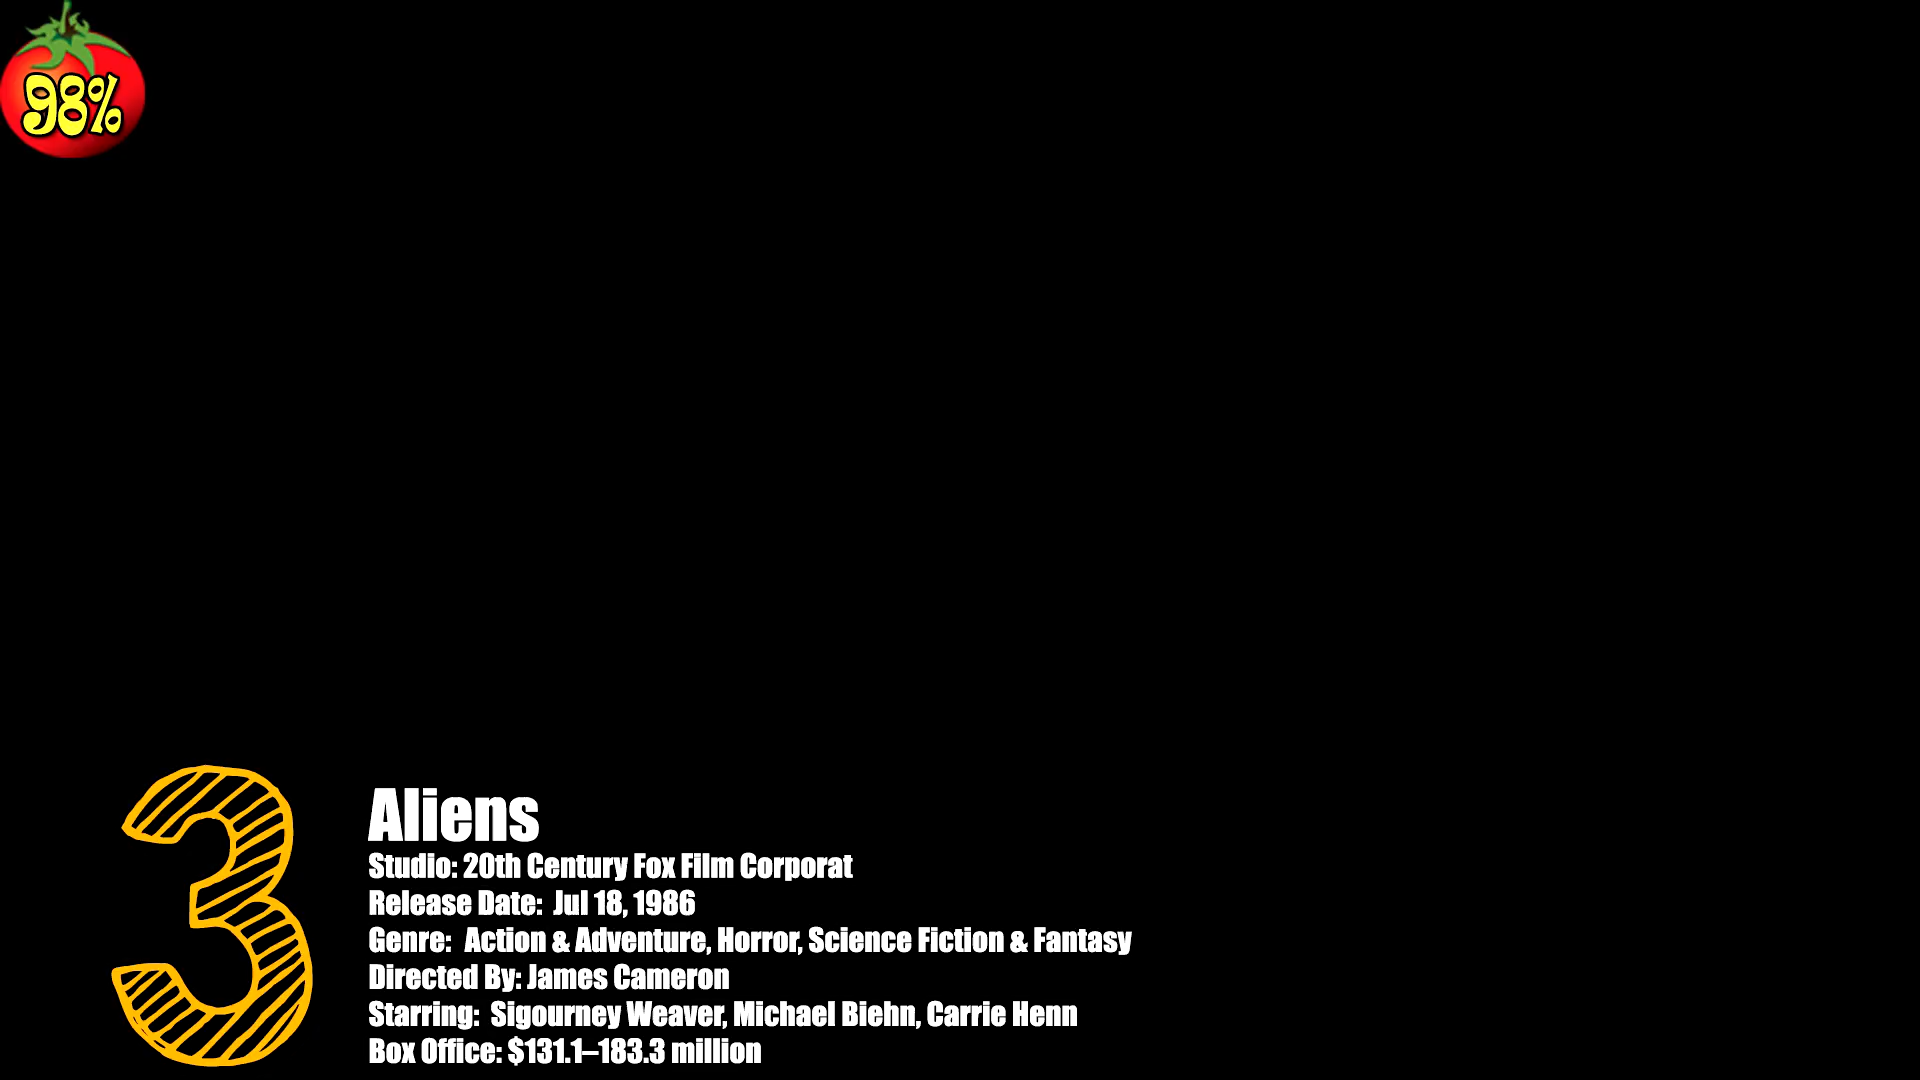 98%
3
Aliens
Studio: 20th Century Fox Film Corporat
Release Date: Jul 18, 1986
Genre: Action & Adventure, Horror, Science Fiction & Fantasy
Directed By: James Cameron
Starring: Sigourney Weaver, Michael Biehn, Carrie Henn
Box Office: $131.1–183.3 million